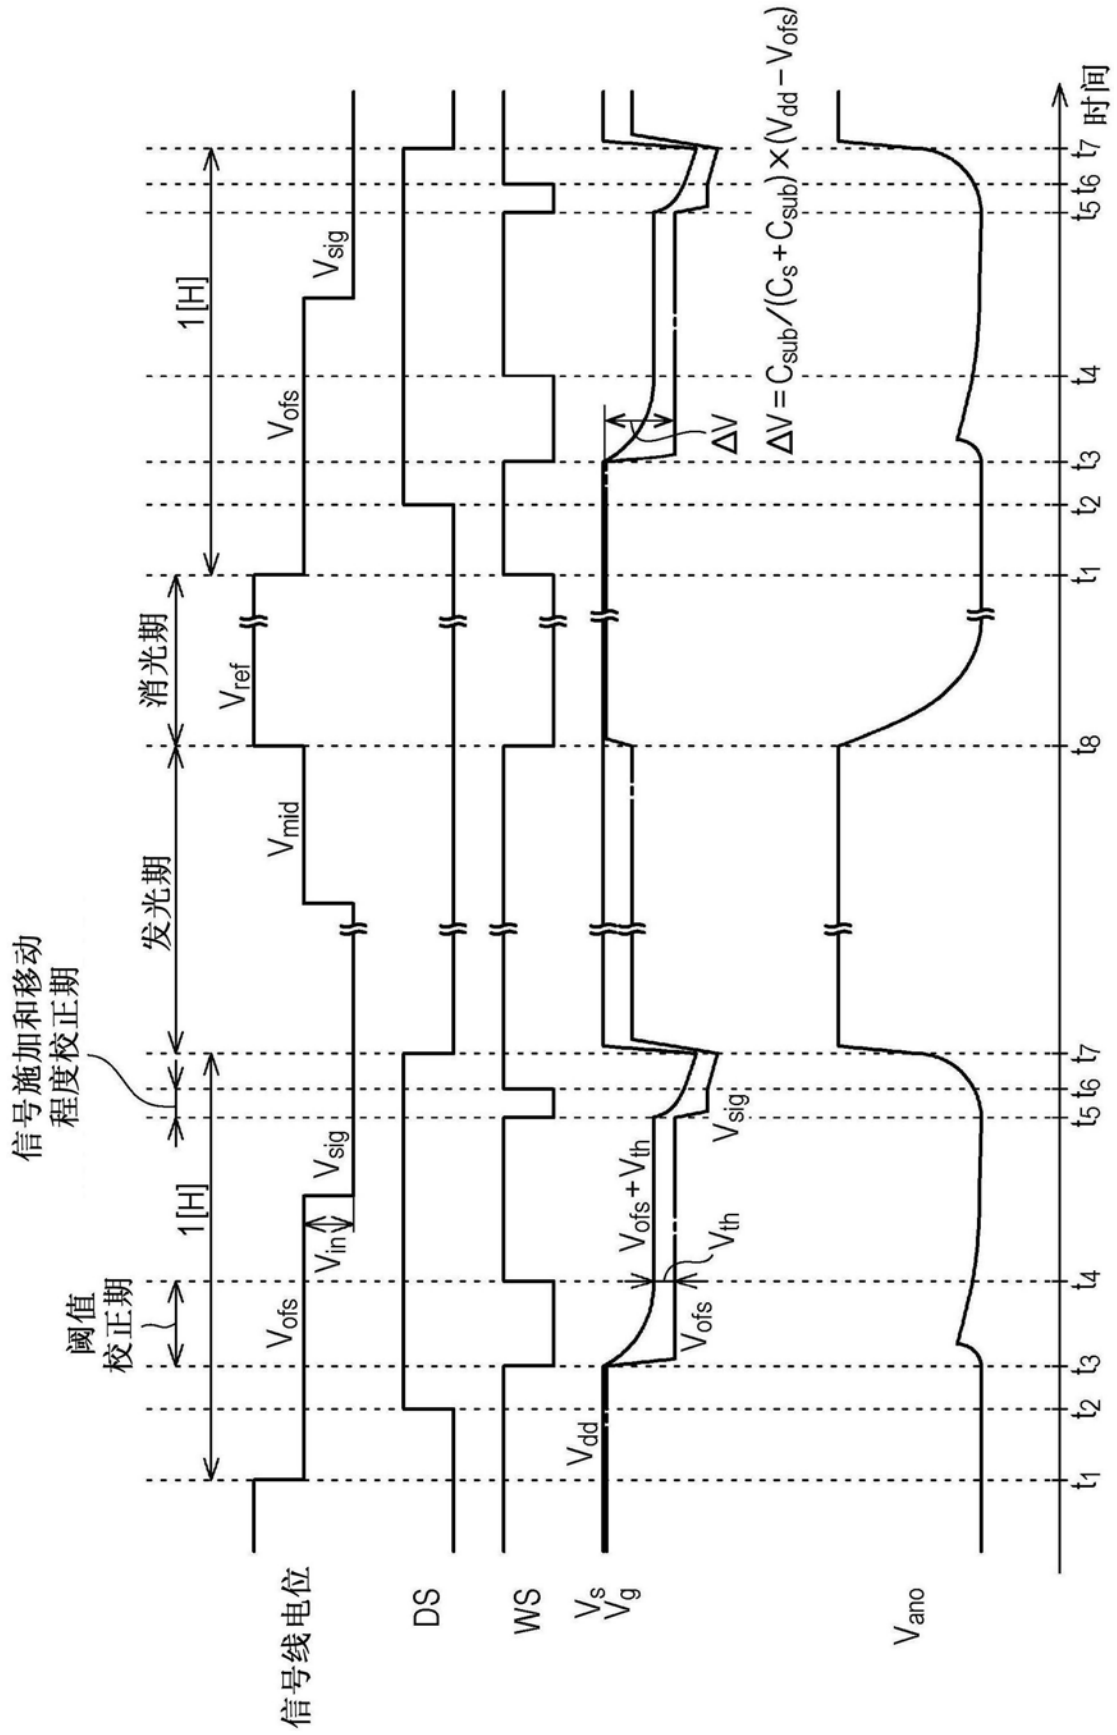 信号施加和移动
程度校正期
阈值
校正期
发光期
消光期
1[H]
1[H]
信号线电位
Vofs
Vin
Vsig
Vmid
Vref
Vofs
Vsig
DS
WS
Vs
Vg
Vdd
Vofs
Vofs + Vth
Vth
Vsig
ΔV
ΔV = Csub/(Cs + Csub) × (Vdd − Vofs)
Vano
t1
t2
t3
t4
t5
t6
t7
t8
t1
t2
t3
t4
t5
t6
t7
时间